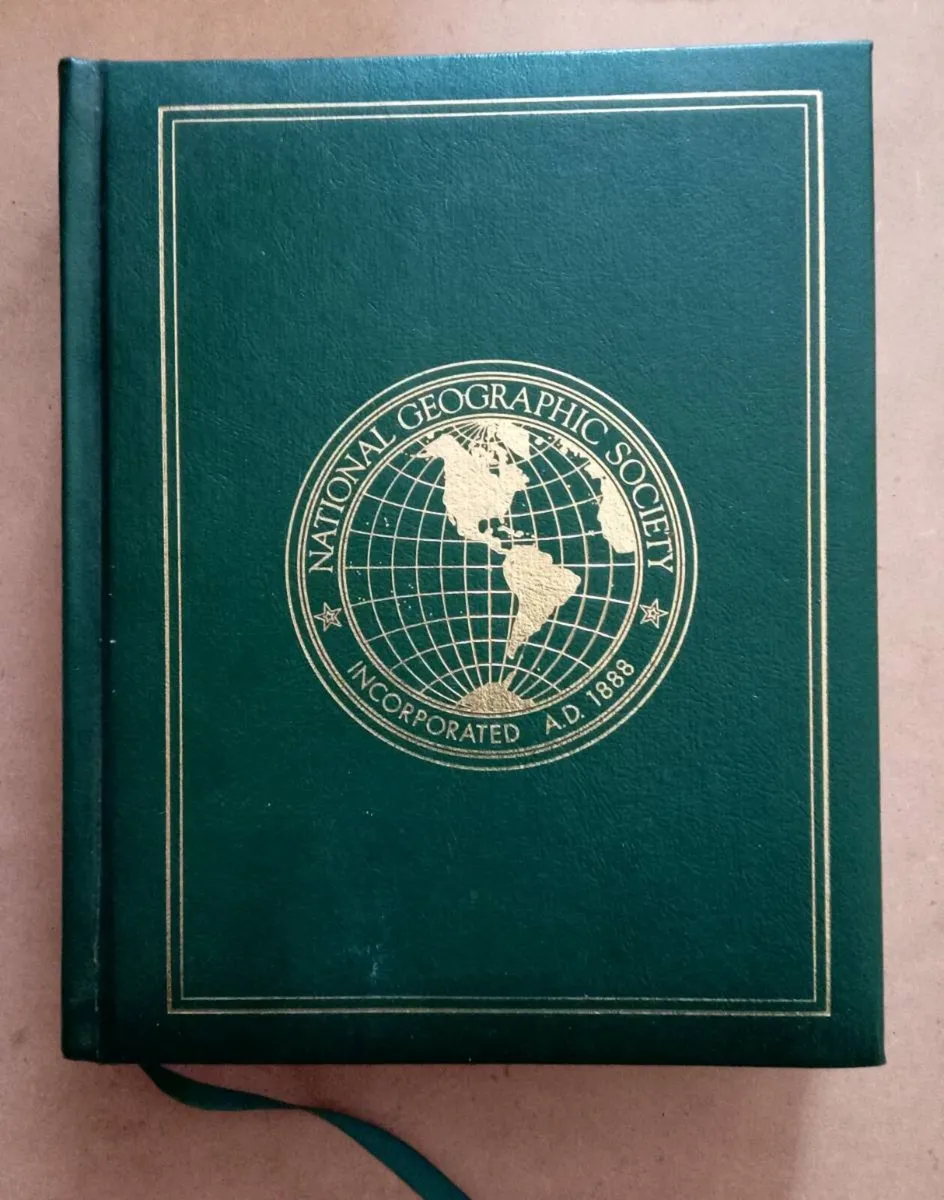 NATIONAL GEOGRAPHIC SOCIETY
INCORPORATED A.D. 1888